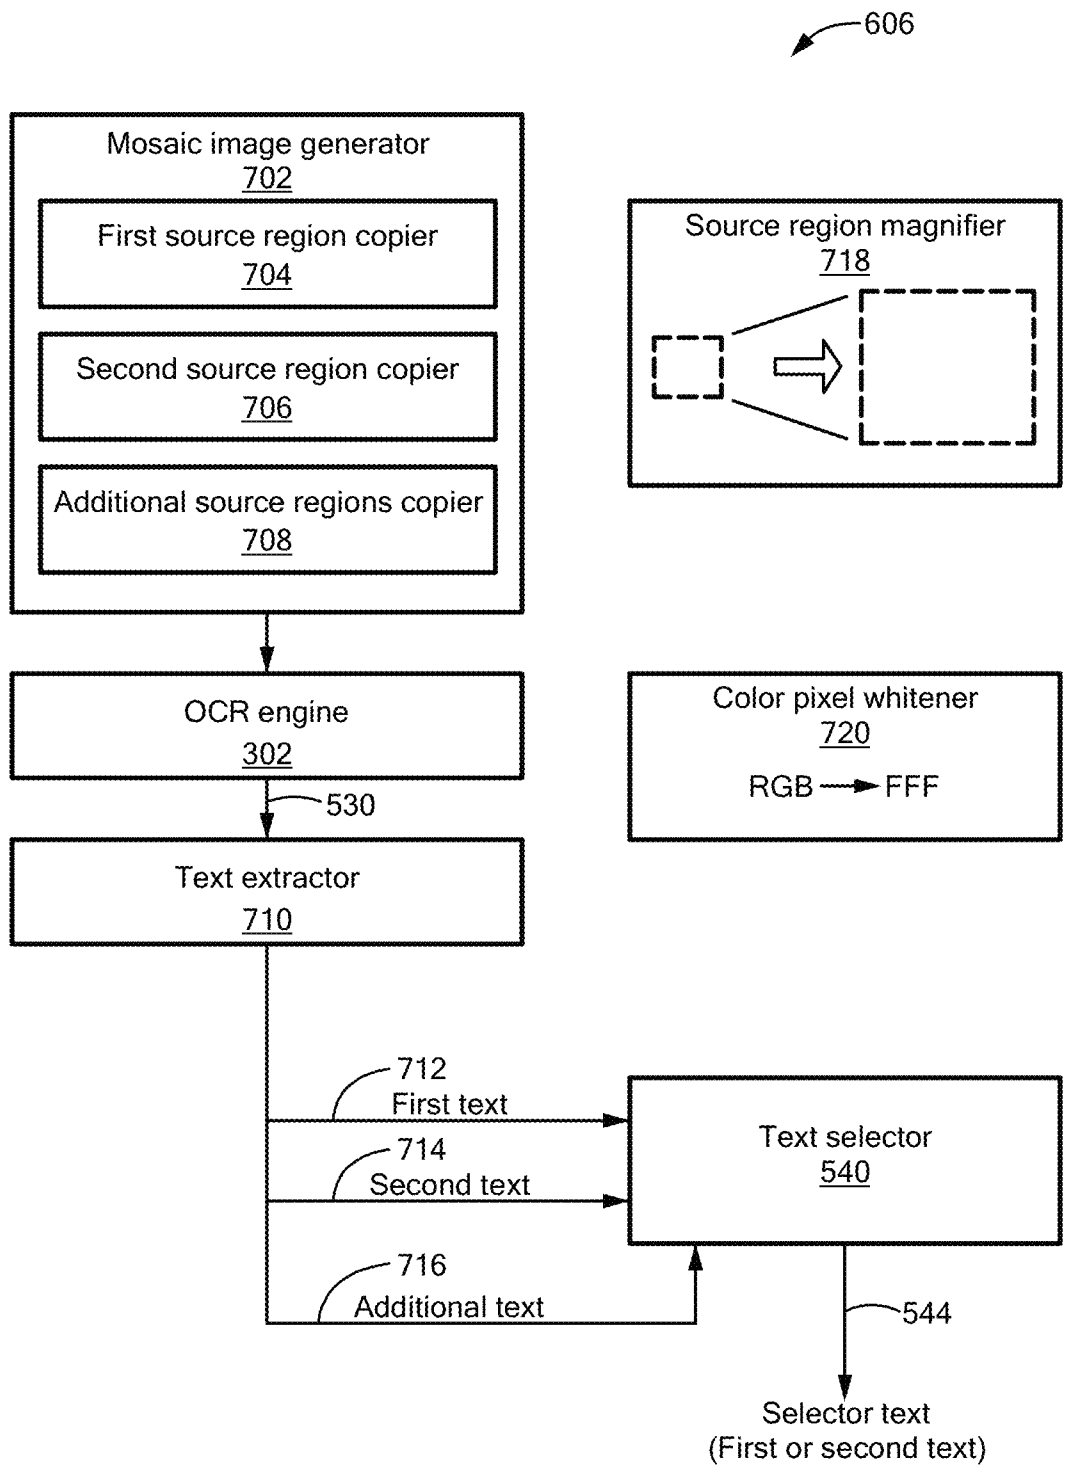 606
Mosaic image generator
702
First source region copier
704
Second source region copier
706
Additional source regions copier
708
Source region magnifier
718
OCR engine
302
530
Color pixel whitener
720
RGB FFF
Text extractor
710
712
First text
714
Second text
716
Additional text
Text selector
540
544
Selector text
(First or second text)